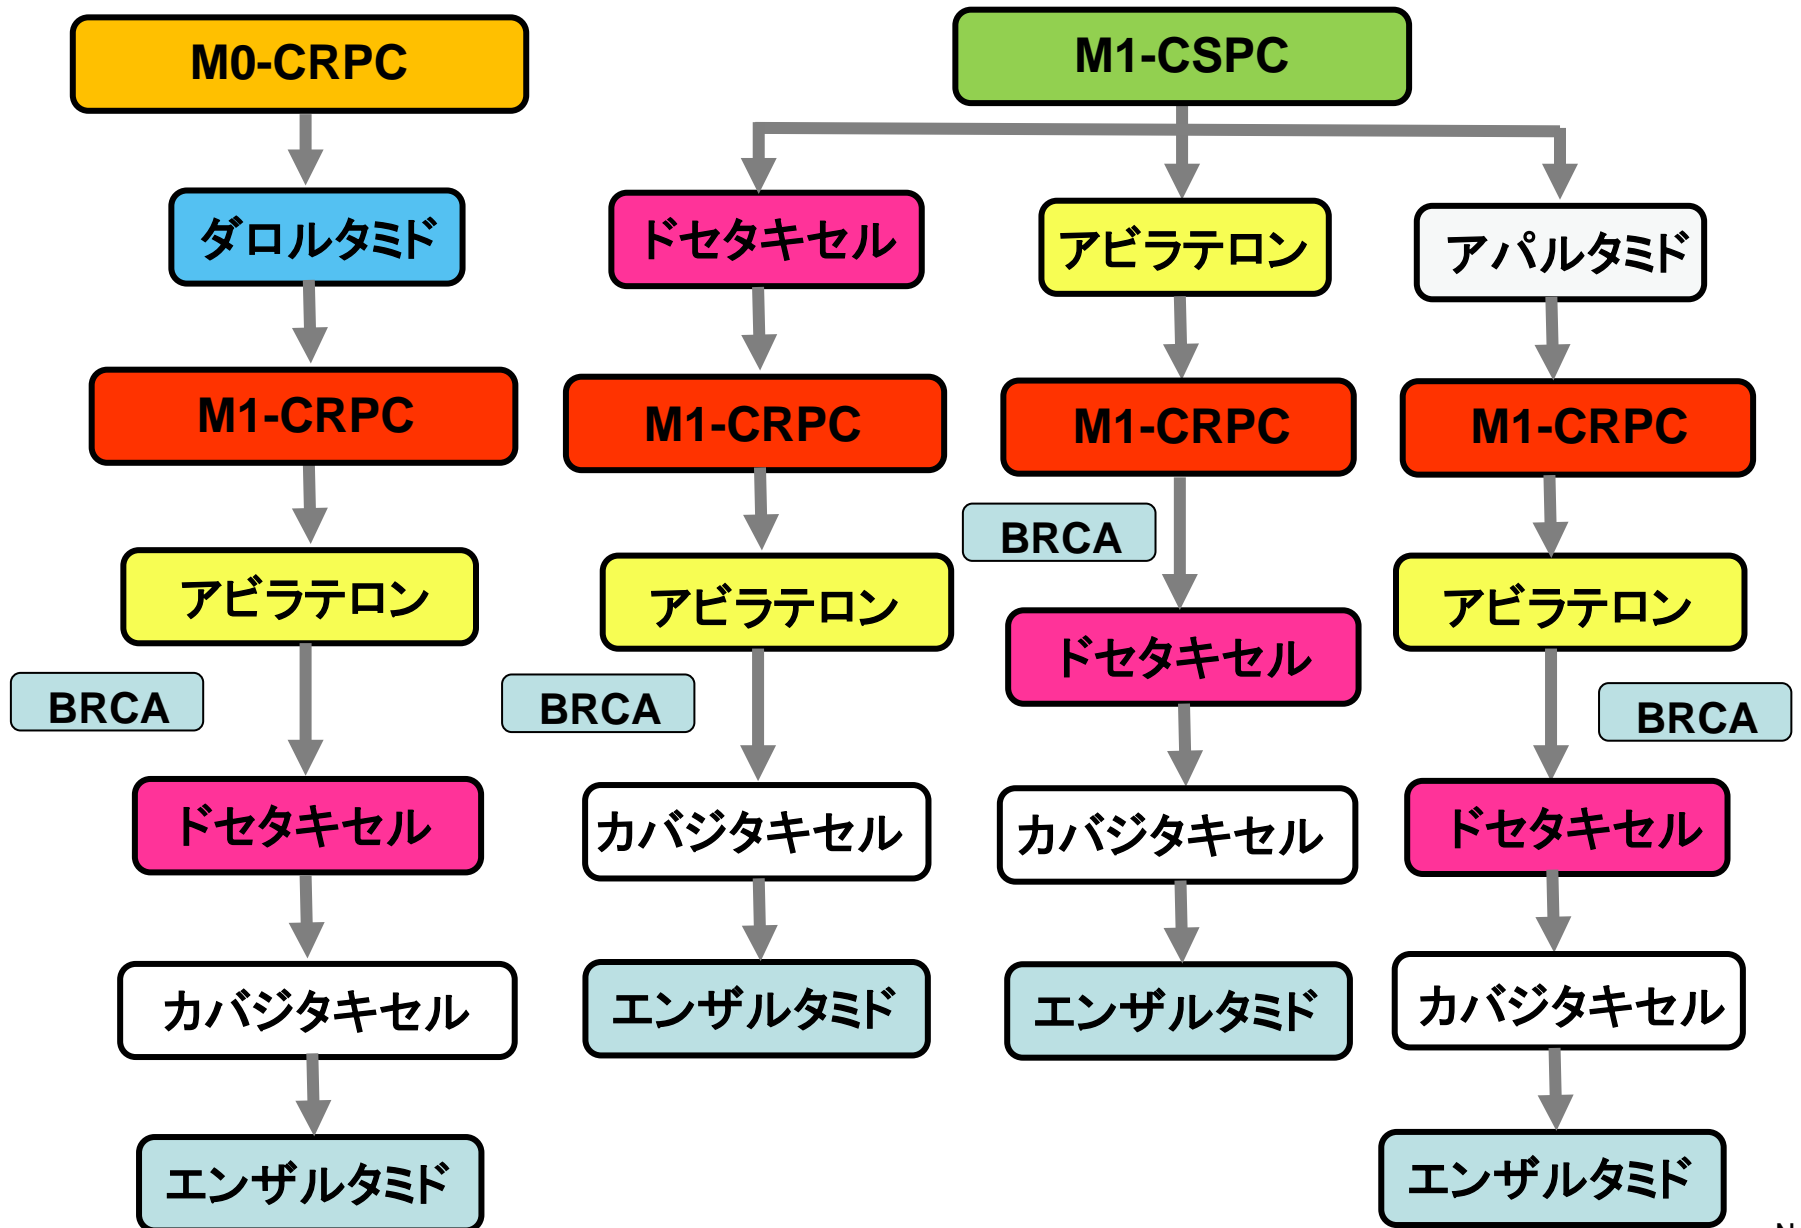 M0-CRPC
ダロルタミド
M1-CRPC
アビラテロン
BRCA
ドセタキセル
カバジタキセル
エンザルタミド
M1-CSPC
ドセタキセル
M1-CRPC
アビラテロン
BRCA
カバジタキセル
エンザルタミド
アビラテロン
M1-CRPC
BRCA
ドセタキセル
カバジタキセル
エンザルタミド
アパルタミド
M1-CRPC
アビラテロン
BRCA
ドセタキセル
カバジタキセル
エンザルタミド